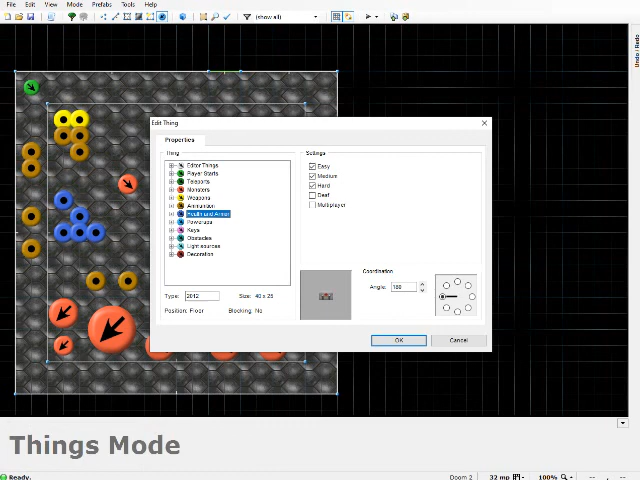 File Edit View Mode Prefabs Tools Window Help
(show all)
Undo / Redo
Edit Thing
Properties
Thing
Editor Things
Player Starts
Teleports
Monsters
Weapons
Ammunition
Health and Armor
Powerups
Keys
Obstacles
Light sources
Decoration
Type: 2012 Size: 40 x 25
Position: Floor Blocking: No
Settings
Easy
Medium
Hard
Deaf
Multiplayer
Coordination
Angle: 180
OK Cancel
Things Mode
Ready. Doom 2 32 mp 100% -- , --